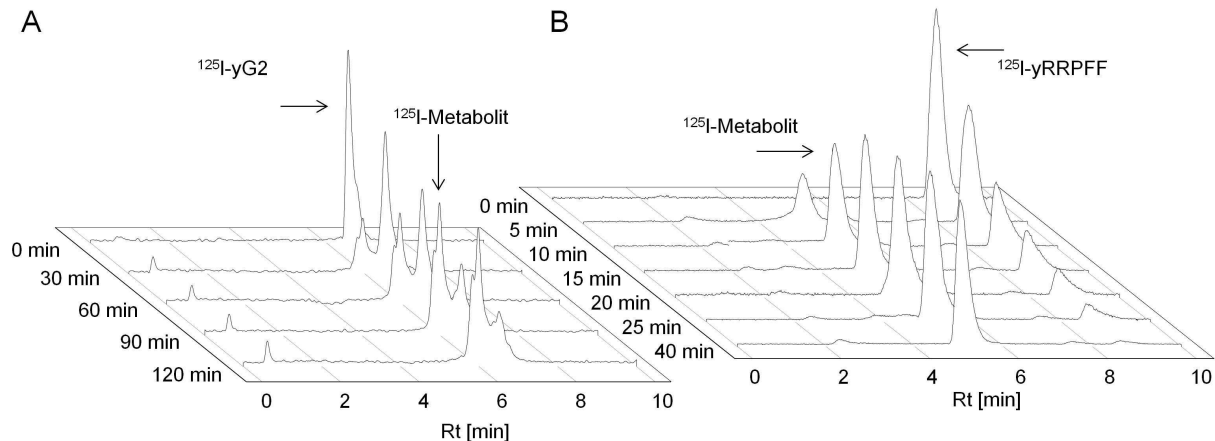 A
¹²⁵I-yG2
¹²⁵I-Metabolit
0 min
30 min
60 min
90 min
120 min
0 2 4 6 8 10
Rt [min]
B
¹²⁵I-yRRPFF
¹²⁵I-Metabolit
0 min
5 min
10 min
15 min
20 min
25 min
40 min
0 2 4 6 8 10
Rt [min]